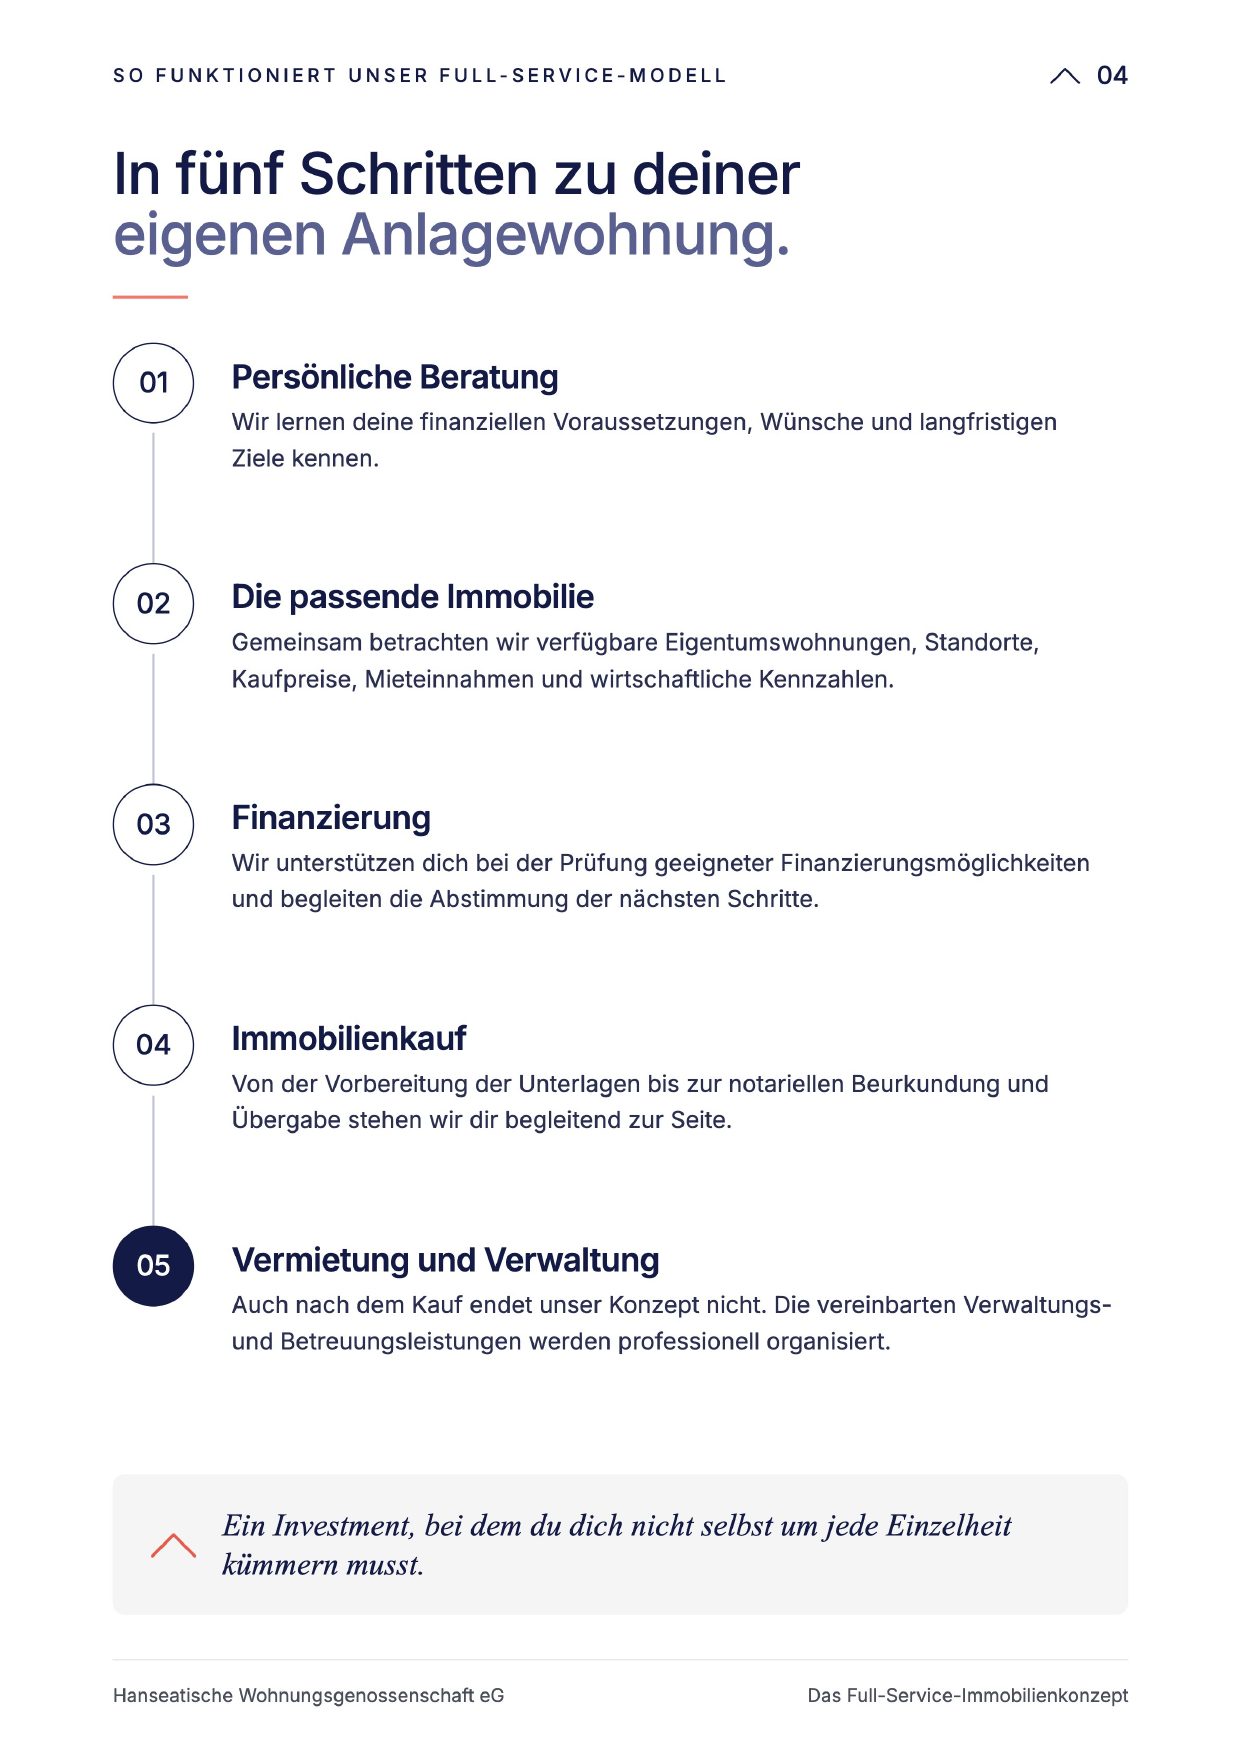 SO FUNKTIONIERT UNSER FULL-SERVICE-MODELL
04
In fünf Schritten zu deiner
eigenen Anlagewohnung.
01
Persönliche Beratung
Wir lernen deine finanziellen Voraussetzungen, Wünsche und langfristigen
Ziele kennen.
02
Die passende Immobilie
Gemeinsam betrachten wir verfügbare Eigentumswohnungen, Standorte,
Kaufpreise, Mieteinnahmen und wirtschaftliche Kennzahlen.
03
Finanzierung
Wir unterstützen dich bei der Prüfung geeigneter Finanzierungsmöglichkeiten
und begleiten die Abstimmung der nächsten Schritte.
04
Immobilienkauf
Von der Vorbereitung der Unterlagen bis zur notariellen Beurkundung und
Übergabe stehen wir dir begleitend zur Seite.
05
Vermietung und Verwaltung
Auch nach dem Kauf endet unser Konzept nicht. Die vereinbarten Verwaltungs-
und Betreuungsleistungen werden professionell organisiert.
Ein Investment, bei dem du dich nicht selbst um jede Einzelheit
kümmern musst.
Hanseatische Wohnungsgenossenschaft eG
Das Full-Service-Immobilienkonzept